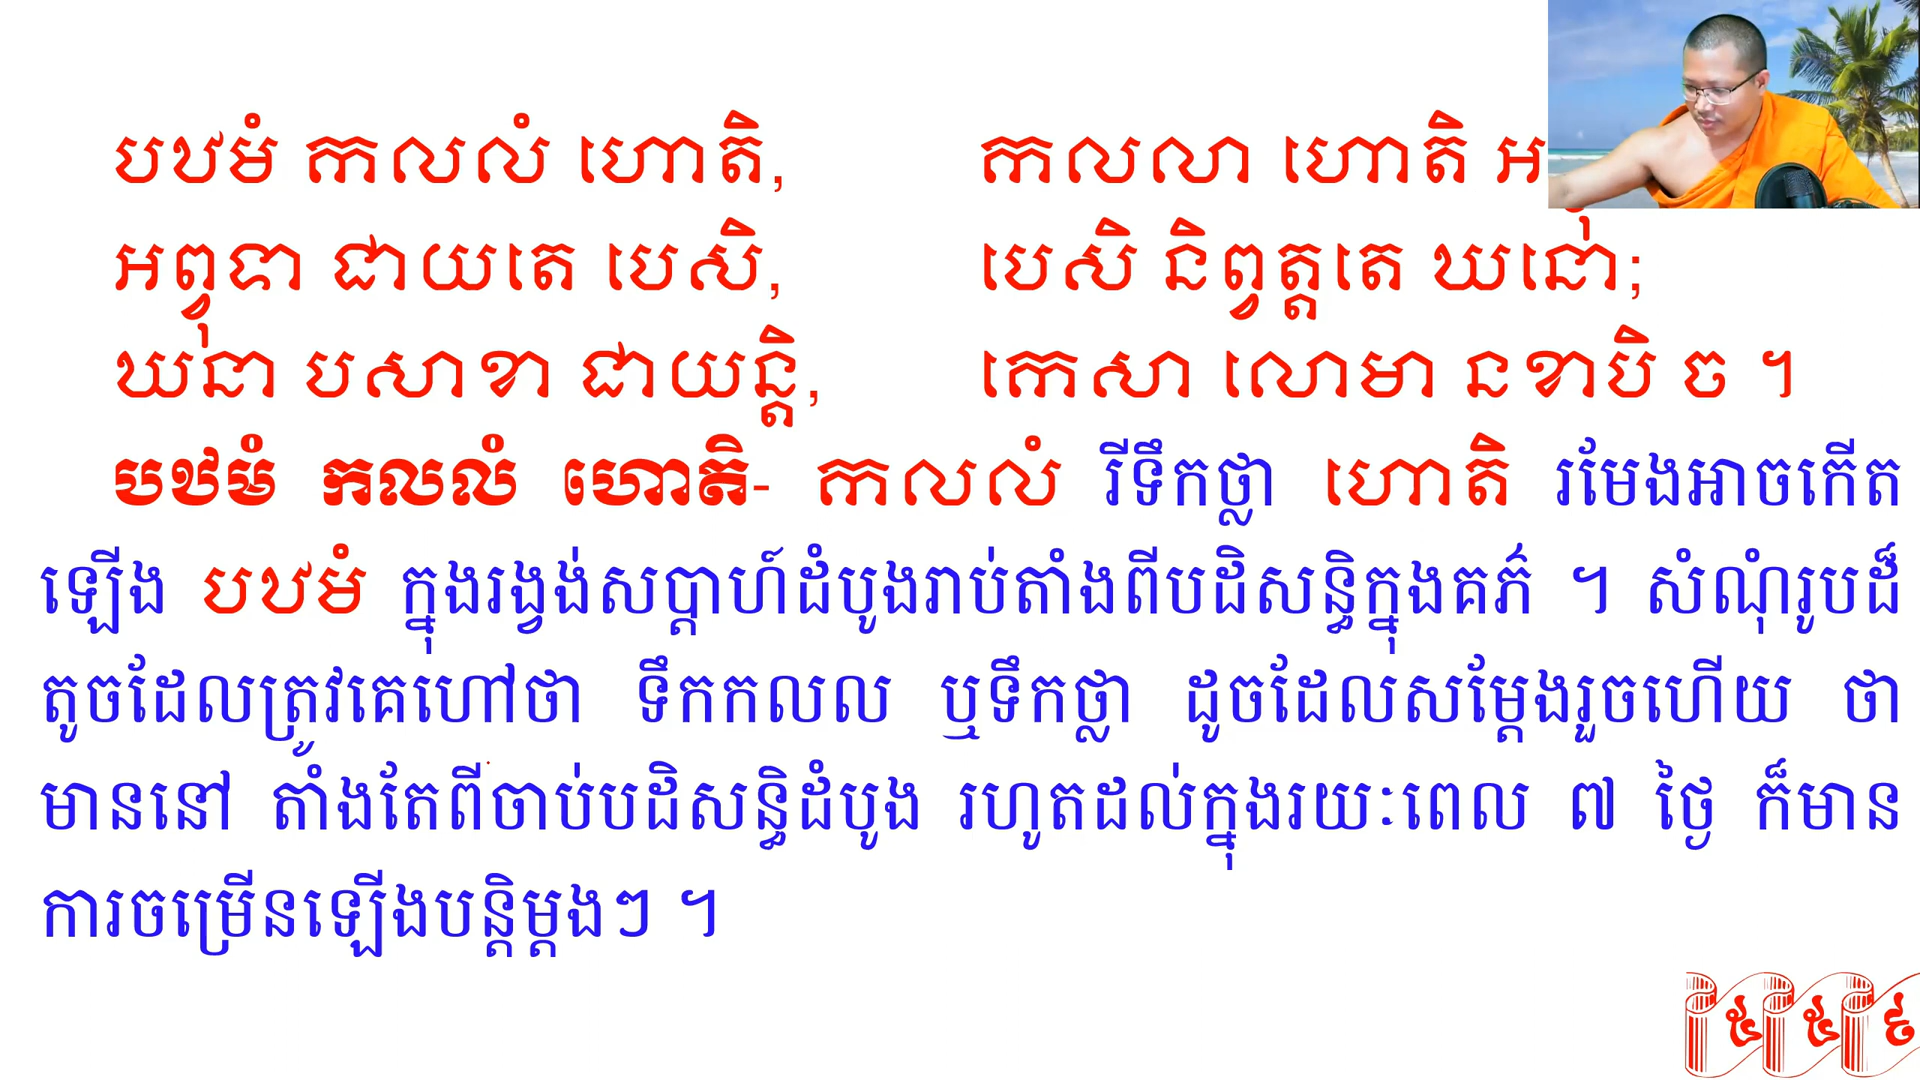 បឋមំ កលលំ ហោតិ, កលលា ហោតិ អ
អព្វុទា ជាយតេ បេសិ, បេសិ និព្វត្តតេ ឃនោ;
ឃនា បសាខា ជាយន្តិ, កេសា លោមា នខាបិ ច ។
បឋមំ កលលំ ហោតិ- កលលំ រីទឹកថ្លា ហោតិ រមែងអាចកើត
ឡើង បឋមំ ក្នុងរង្វង់សប្តាហ៍ដំបូងរាប់តាំងពីបដិសន្ធិក្នុងគភ៌ ។ សំណុំរូបដ៏
តូចដែលត្រូវគេហៅថា ទឹកកលល ឬទឹកថ្លា ដូចដែលសម្តែងរួចហើយ ថា
មាននៅ តាំងតែពីចាប់បដិសន្ធិដំបូង រហូតដល់ក្នុងរយៈពេល ៧ ថ្ងៃ ក៏មាន
ការចម្រើនឡើងបន្តិម្តងៗ ។
៥៥៩